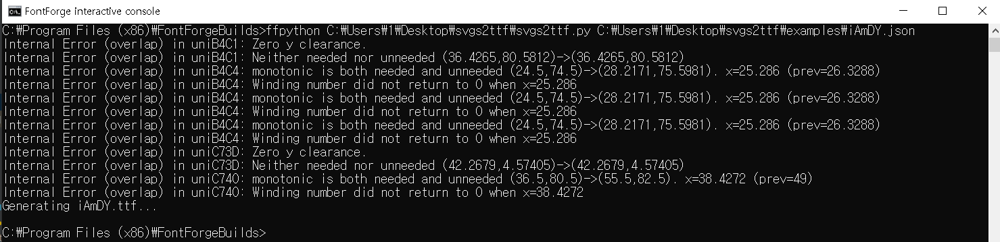 FontForge interactive console
C:₩Program Files (x86)₩FontForgeBuilds>ffpython C:₩Users₩1₩Desktop₩svgs2ttf₩svgs2ttf.py C:₩Users₩1₩Desktop₩svgs2ttf₩examples₩iAmDY.json
Internal Error (overlap) in uniB4C1: Zero y clearance.
Internal Error (overlap) in uniB4C1: Neither needed nor unneeded (36.4265,80.5812)->(36.4265,80.5812)
Internal Error (overlap) in uniB4C4: monotonic is both needed and unneeded (24.5,74.5)->(28.2171,75.5981). x=25.286 (prev=26.3288)
Internal Error (overlap) in uniB4C4: Winding number did not return to 0 when x=25.286
Internal Error (overlap) in uniB4C4: monotonic is both needed and unneeded (24.5,74.5)->(28.2171,75.5981). x=25.286 (prev=26.3288)
Internal Error (overlap) in uniB4C4: Winding number did not return to 0 when x=25.286
Internal Error (overlap) in uniB4C4: monotonic is both needed and unneeded (24.5,74.5)->(28.2171,75.5981). x=25.286 (prev=26.3288)
Internal Error (overlap) in uniB4C4: Winding number did not return to 0 when x=25.286
Internal Error (overlap) in uniC73D: Zero y clearance.
Internal Error (overlap) in uniC73D: Neither needed nor unneeded (42.2679,4.57405)->(42.2679,4.57405)
Internal Error (overlap) in uniC740: monotonic is both needed and unneeded (36.5,80.5)->(55.5,82.5). x=38.4272 (prev=49)
Internal Error (overlap) in uniC740: Winding number did not return to 0 when x=38.4272
Generating iAmDY.ttf...
C:₩Program Files (x86)₩FontForgeBuilds>